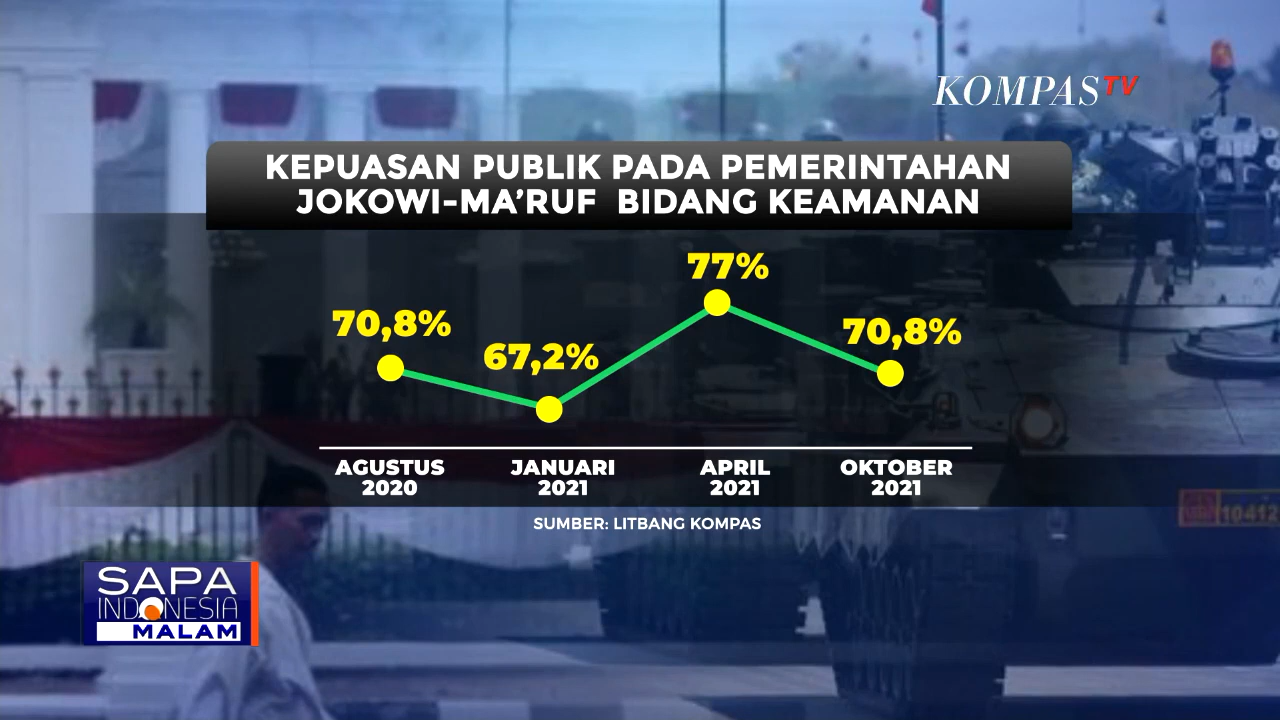 KOMPASTV
KEPUASAN PUBLIK PADA PEMERINTAHAN
JOKOWI-MA'RUF BIDANG KEAMANAN
77%
70,8%
67,2%
70,8%
AGUSTUS
2020
JANUARI
2021
APRIL
2021
OKTOBER
2021
SUMBER: LITBANG KOMPAS
10412
SAPA
INDONESIA
MALAM